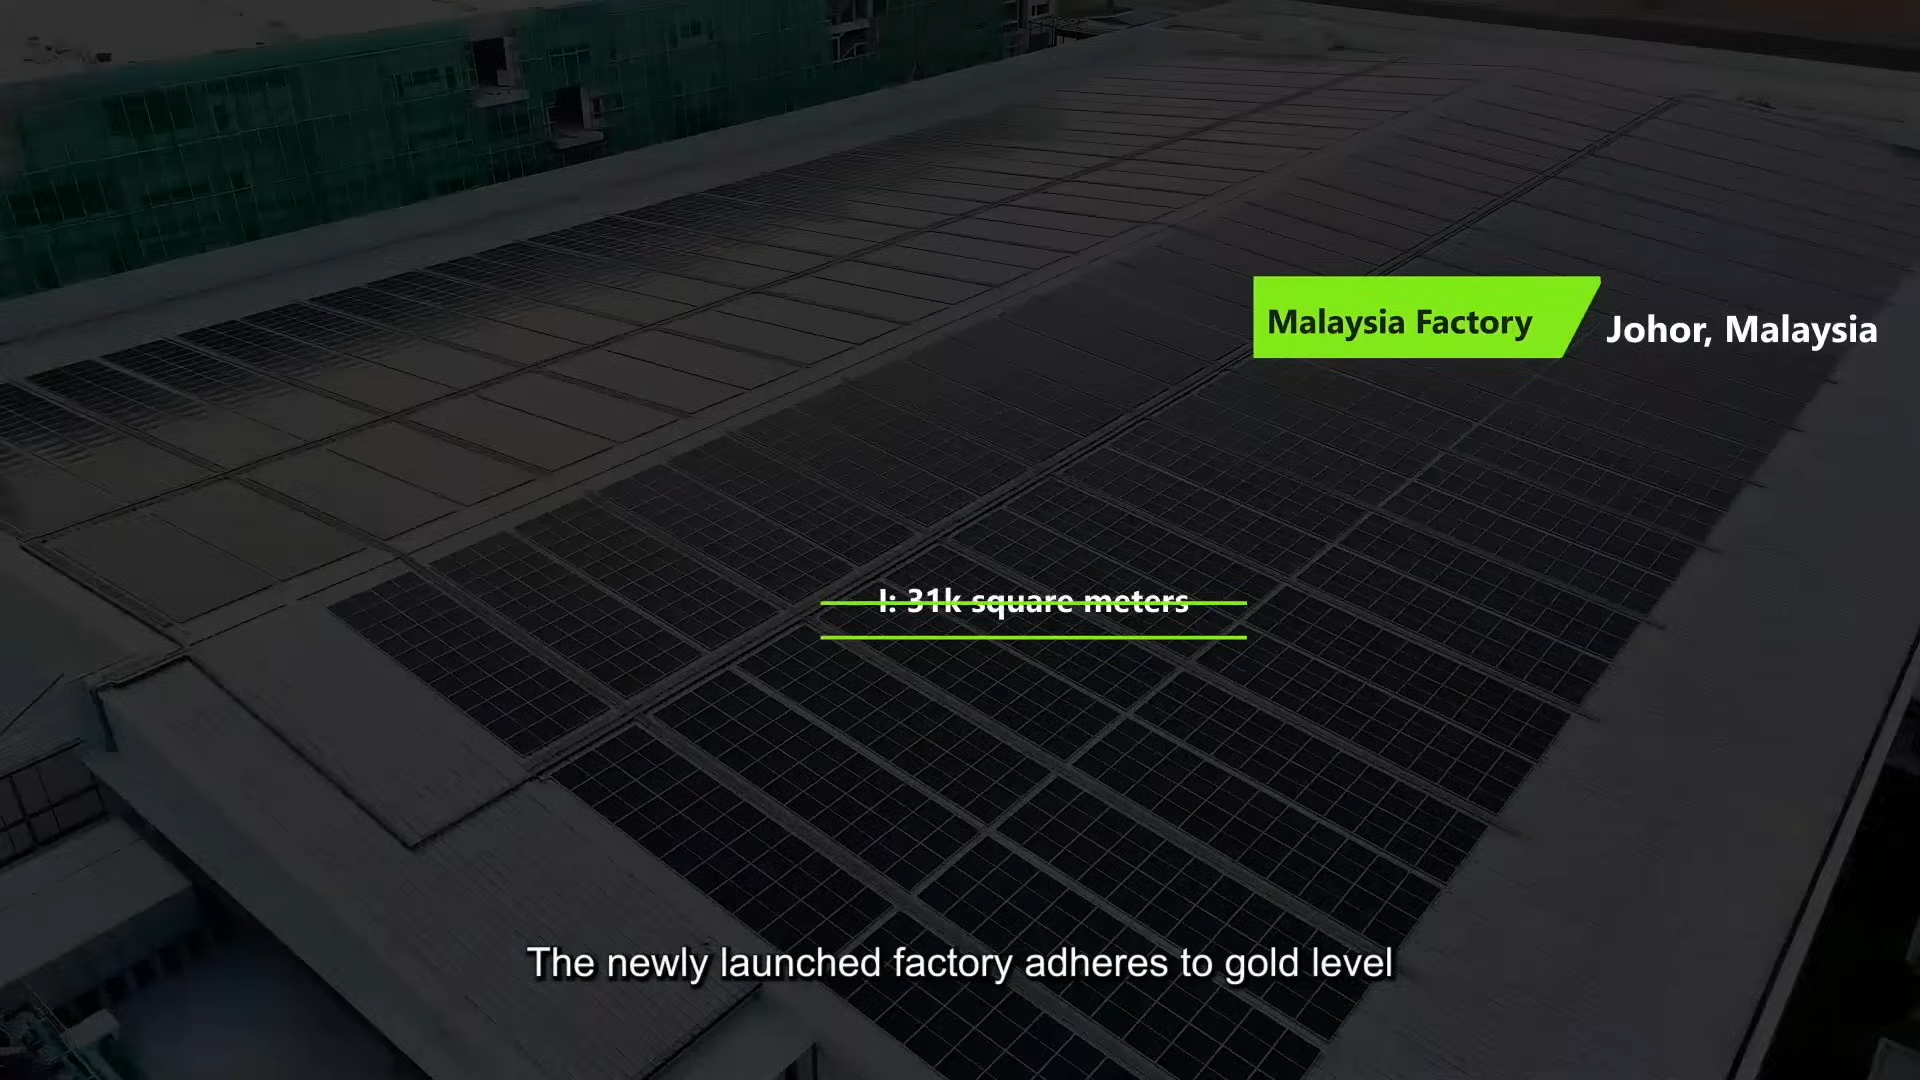 Malaysia Factory
Johor, Malaysia
I: 31k square meters
The newly launched factory adheres to gold level